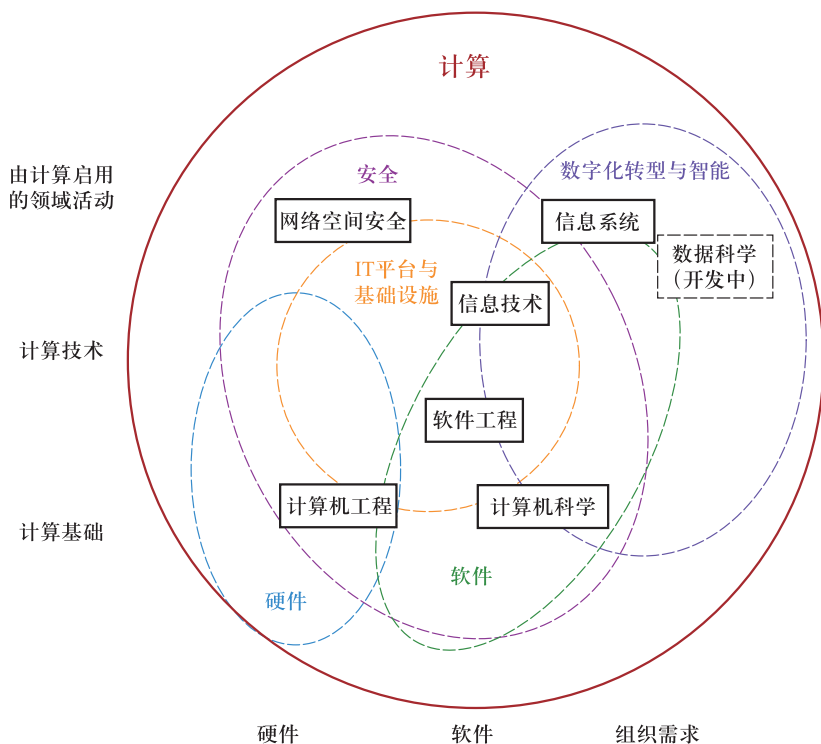 计算
由计算启用
的领域活动
安全
数字化转型与智能
网络空间安全
信息系统
数据科学
（开发中）
IT平台与
基础设施
信息技术
计算技术
软件工程
计算机工程
计算机科学
计算基础
软件
硬件
硬件
软件
组织需求